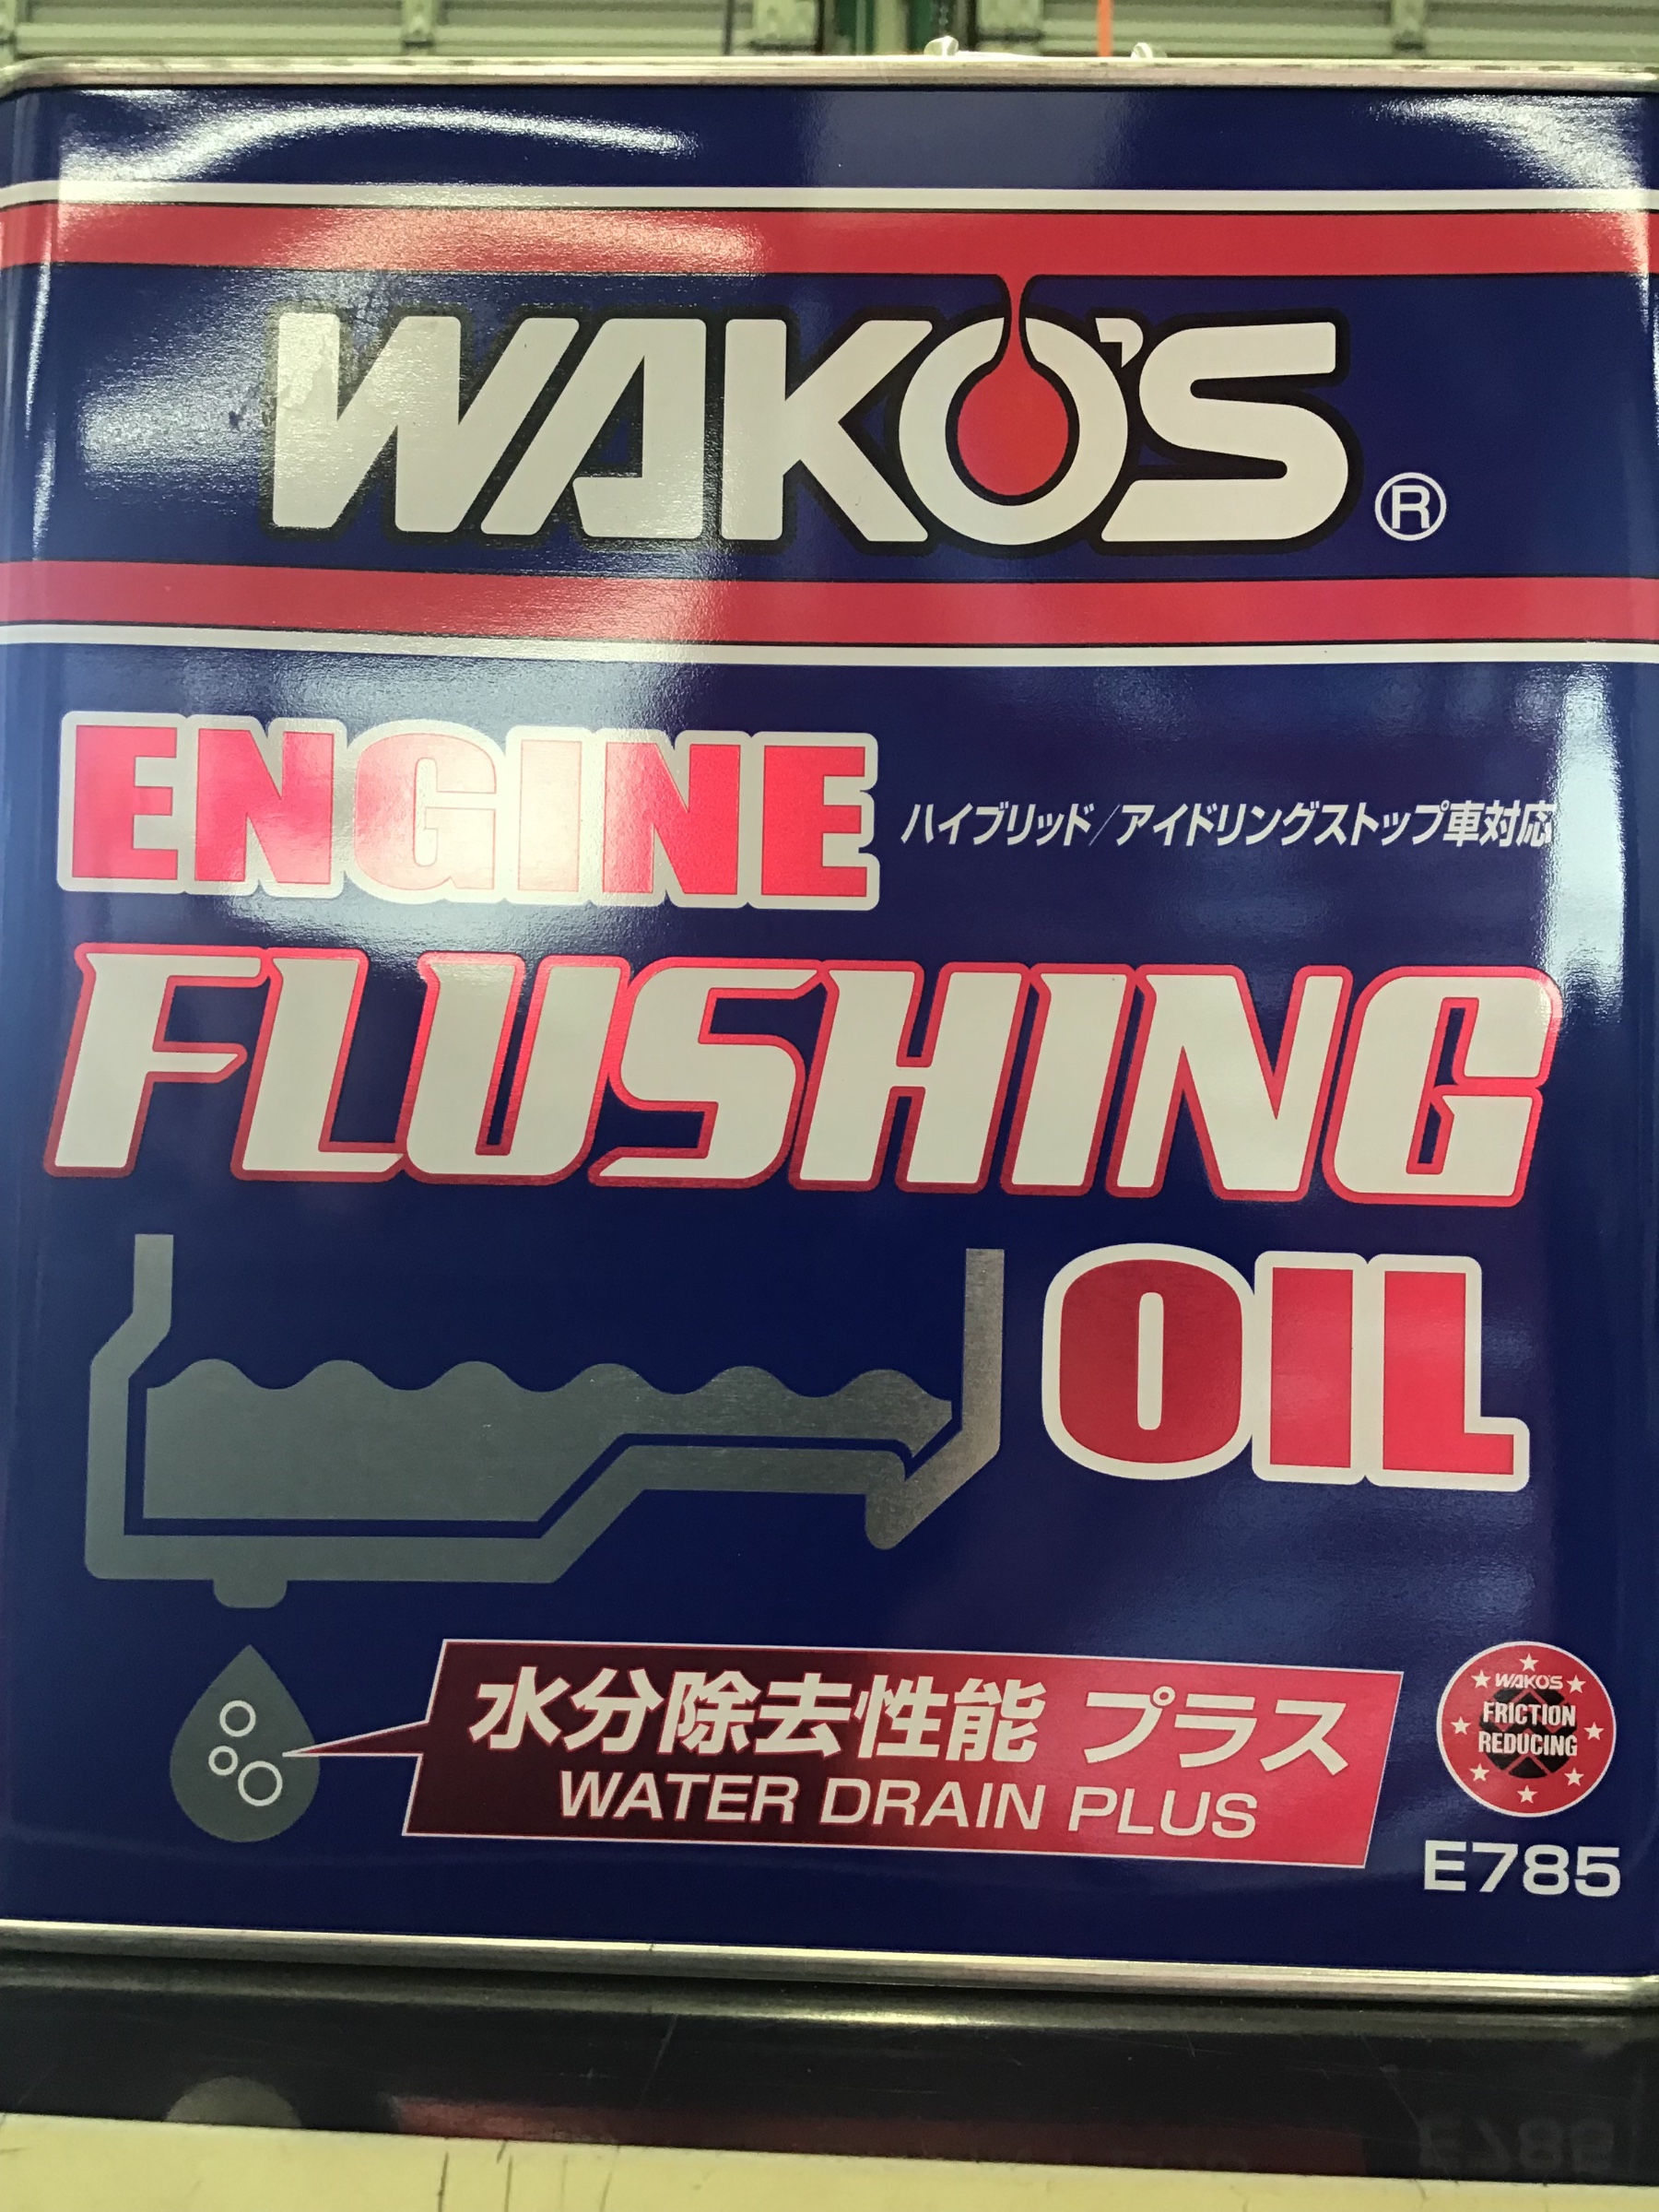 WAKO'S ®
ENGINE
ハイブリッド/アイドリングストップ車対応
FLUSHING
OIL
水分除去性能 プラス
WATER DRAIN PLUS
WAKO'S
FRICTION
REDUCING
E785